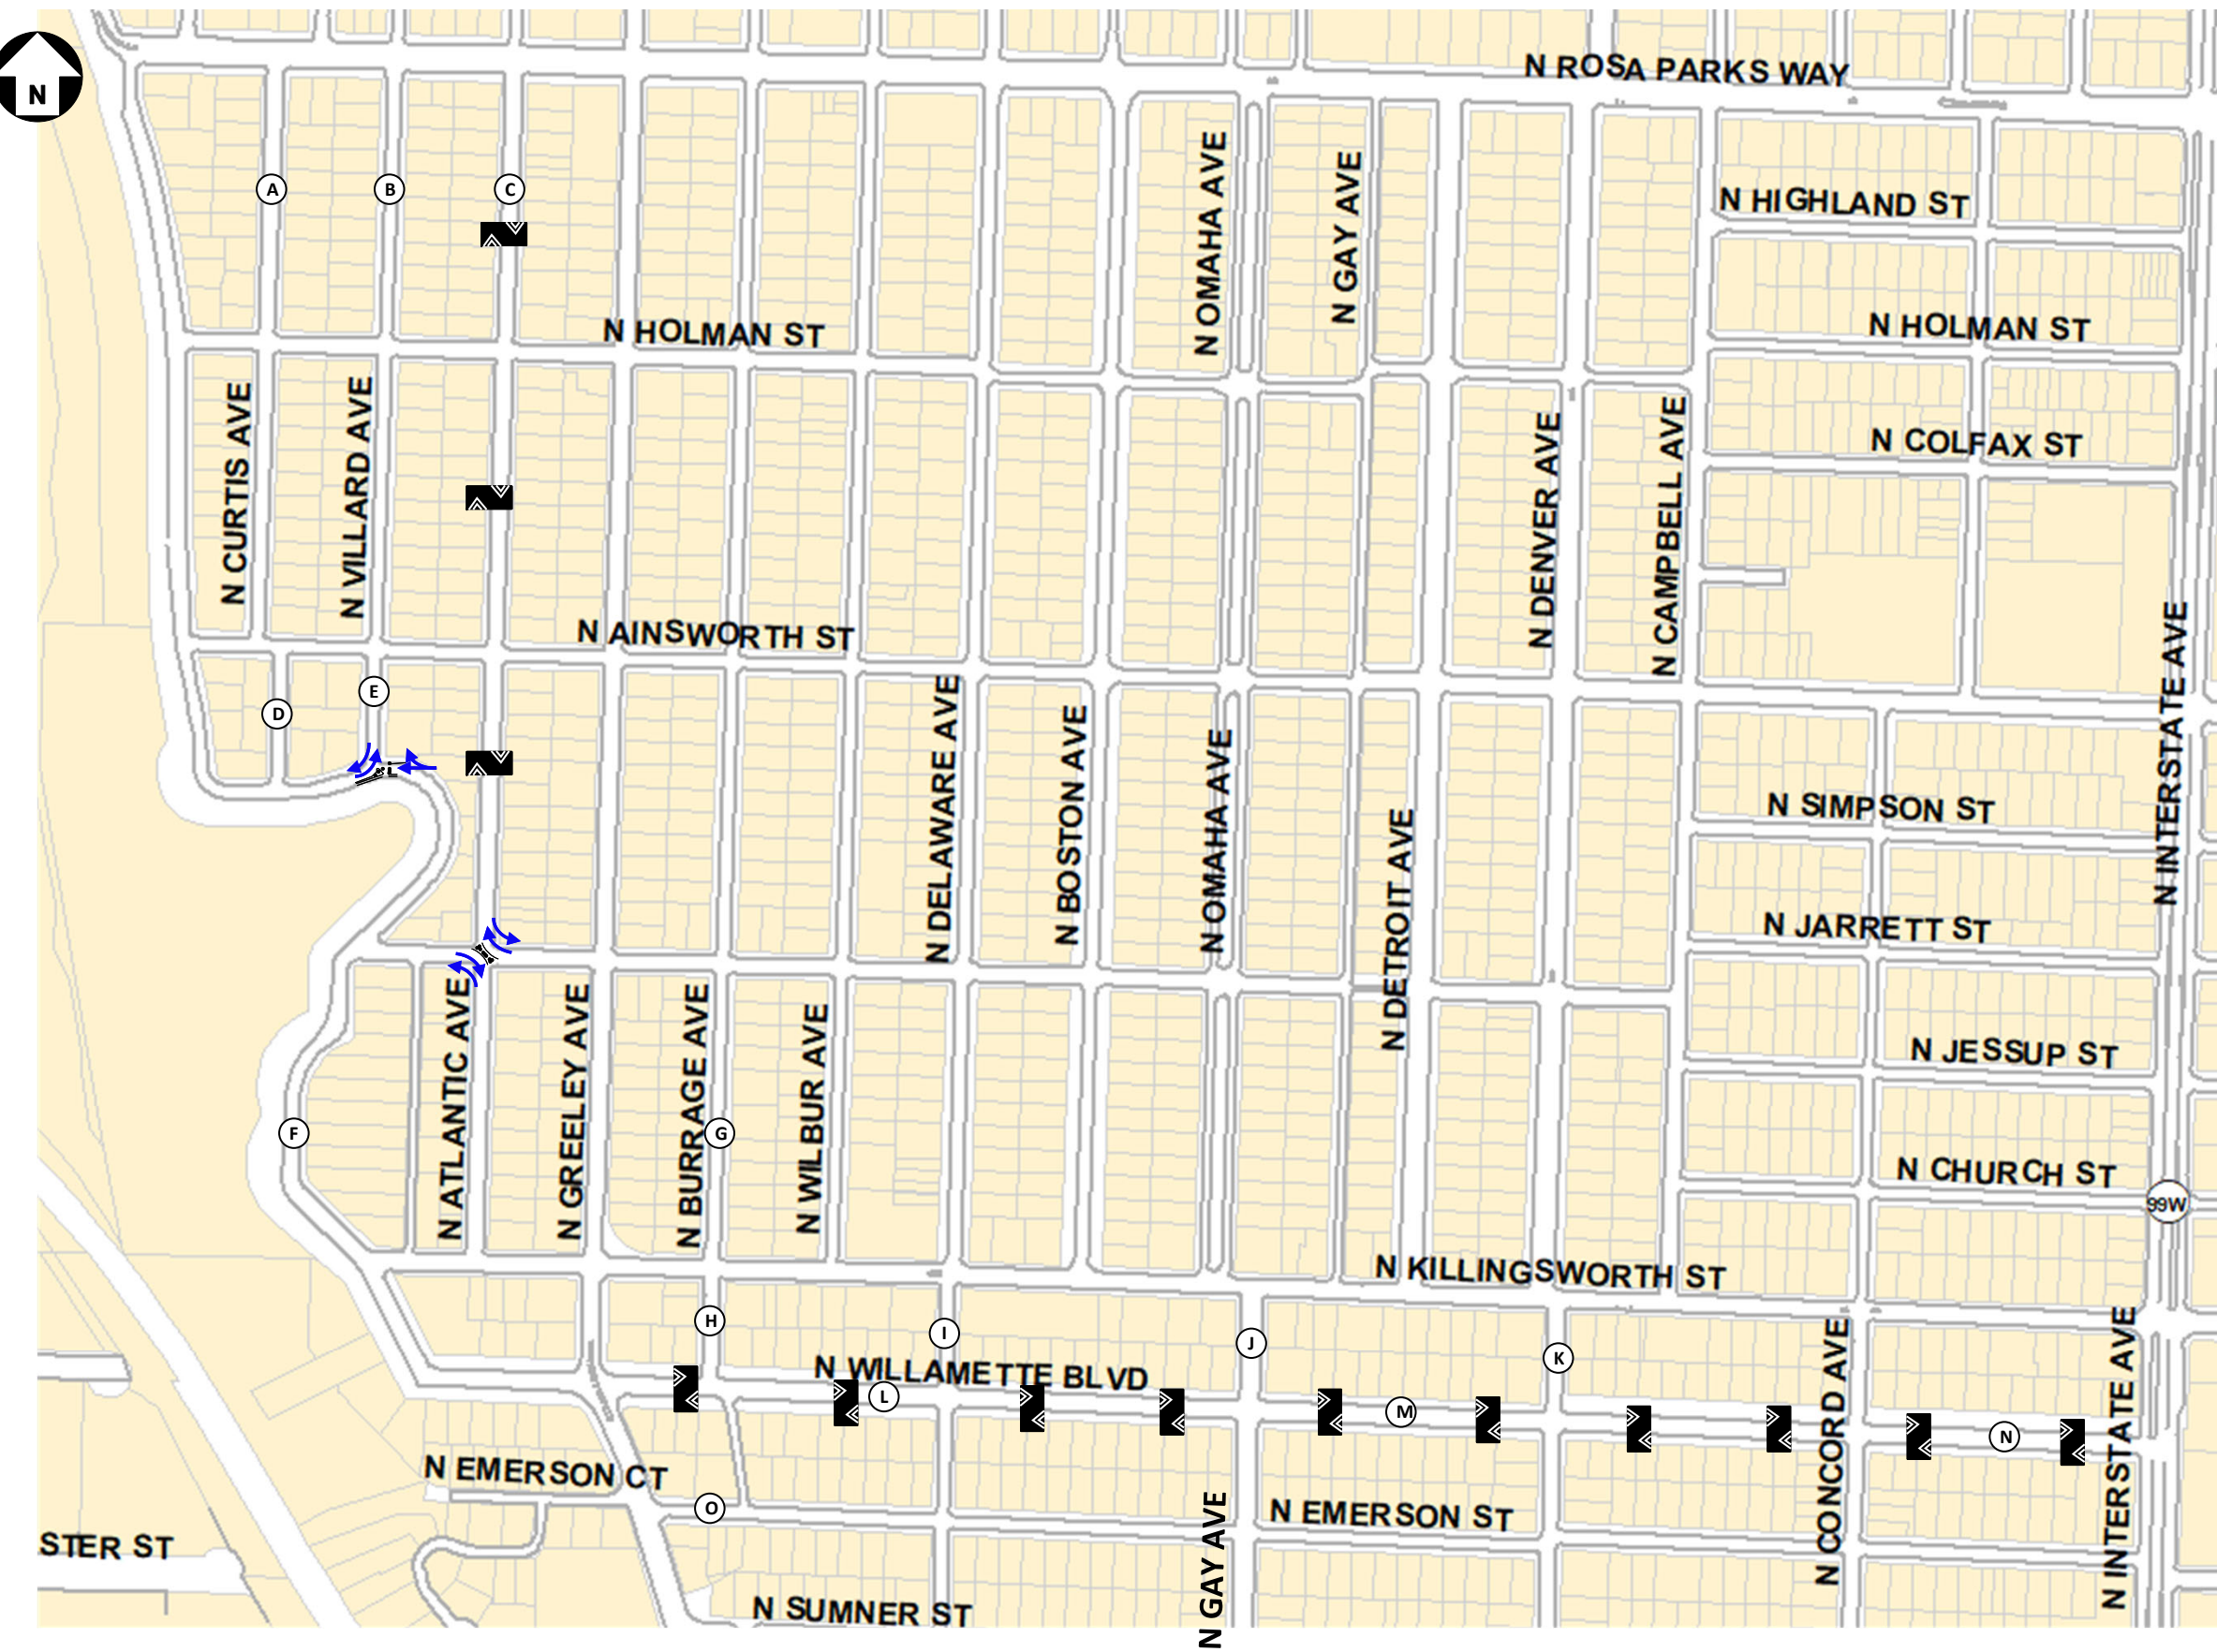 N ROSA PARKS WAY
N
A
B
C
N OMAHA AVE
N GAY AVE
N HIGHLAND ST
N HOLMAN ST
N HOLMAN ST
N CURTIS AVE
N VILLARD AVE
N DENVER AVE
N CAMPBELL AVE
N COLFAX ST
N AINSWORTH ST
N INTERSTATE AVE
D
E
N DELAWARE AVE
N BOSTON AVE
N OMAHA AVE
N DETROIT AVE
N SIMPSON ST
N JARRETT ST
N ATLANTIC AVE
N GREELEY AVE
N BURRAGE AVE
N WILBUR AVE
N JESSUP ST
F
G
N CHURCH ST
99W
N KILLINGSWORTH ST
H
I
J
K
N WILLAMETTE BLVD
L
M
N
N CONCORD AVE
N INTERSTATE AVE
N EMERSON CT
O
N GAY AVE
N EMERSON ST
STER ST
N SUMNER ST